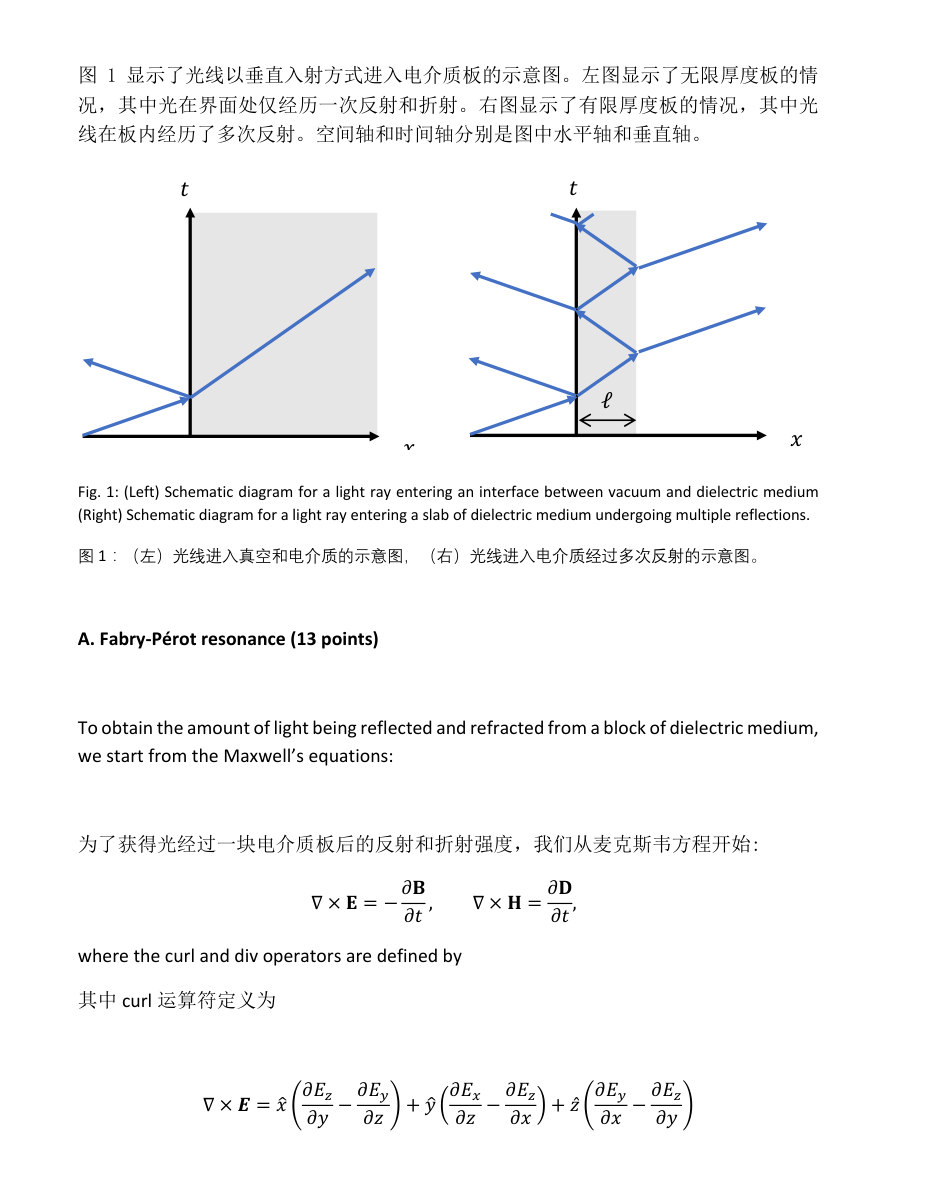 图 1 显示了光线以垂直入射方式进入电介质板的示意图。左图显示了无限厚度板的情
况，其中光在界面处仅经历一次反射和折射。右图显示了有限厚度板的情况，其中光
线在板内经历了多次反射。空间轴和时间轴分别是图中水平轴和垂直轴。
t
t
ℓ
x
x
Fig. 1: (Left) Schematic diagram for a light ray entering an interface between vacuum and dielectric medium
(Right) Schematic diagram for a light ray entering a slab of dielectric medium undergoing multiple reflections.
图 1：（左）光线进入真空和电介质的示意图，（右）光线进入电介质经过多次反射的示意图。
A. Fabry-Pérot resonance (13 points)
To obtain the amount of light being reflected and refracted from a block of dielectric medium,
we start from the Maxwell’s equations:
为了获得光经过一块电介质板后的反射和折射强度，我们从麦克斯韦方程开始:
∇ × 𝐄 = −∂𝐁/∂t, ∇ × 𝐇 = ∂𝐃/∂t,
where the curl and div operators are defined by
其中 curl 运算符定义为
∇ × 𝑬 = x̂(∂E_z/∂y − ∂E_y/∂z) + ŷ(∂E_x/∂z − ∂E_z/∂x) + ẑ(∂E_y/∂x − ∂E_z/∂y)